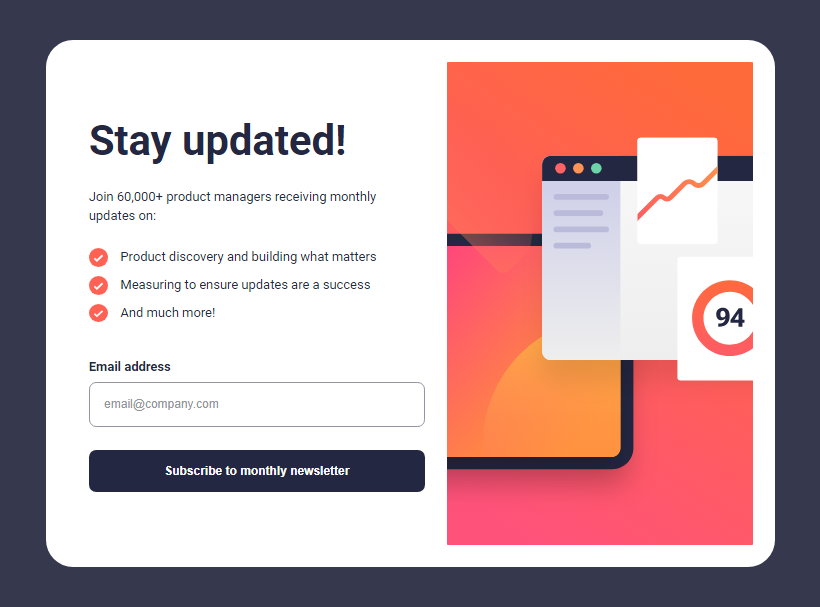 Stay updated!
Join 60,000+ product managers receiving monthly
updates on:
Product discovery and building what matters
Measuring to ensure updates are a success
And much more!
Email address
email@company.com
Subscribe to monthly newsletter
94